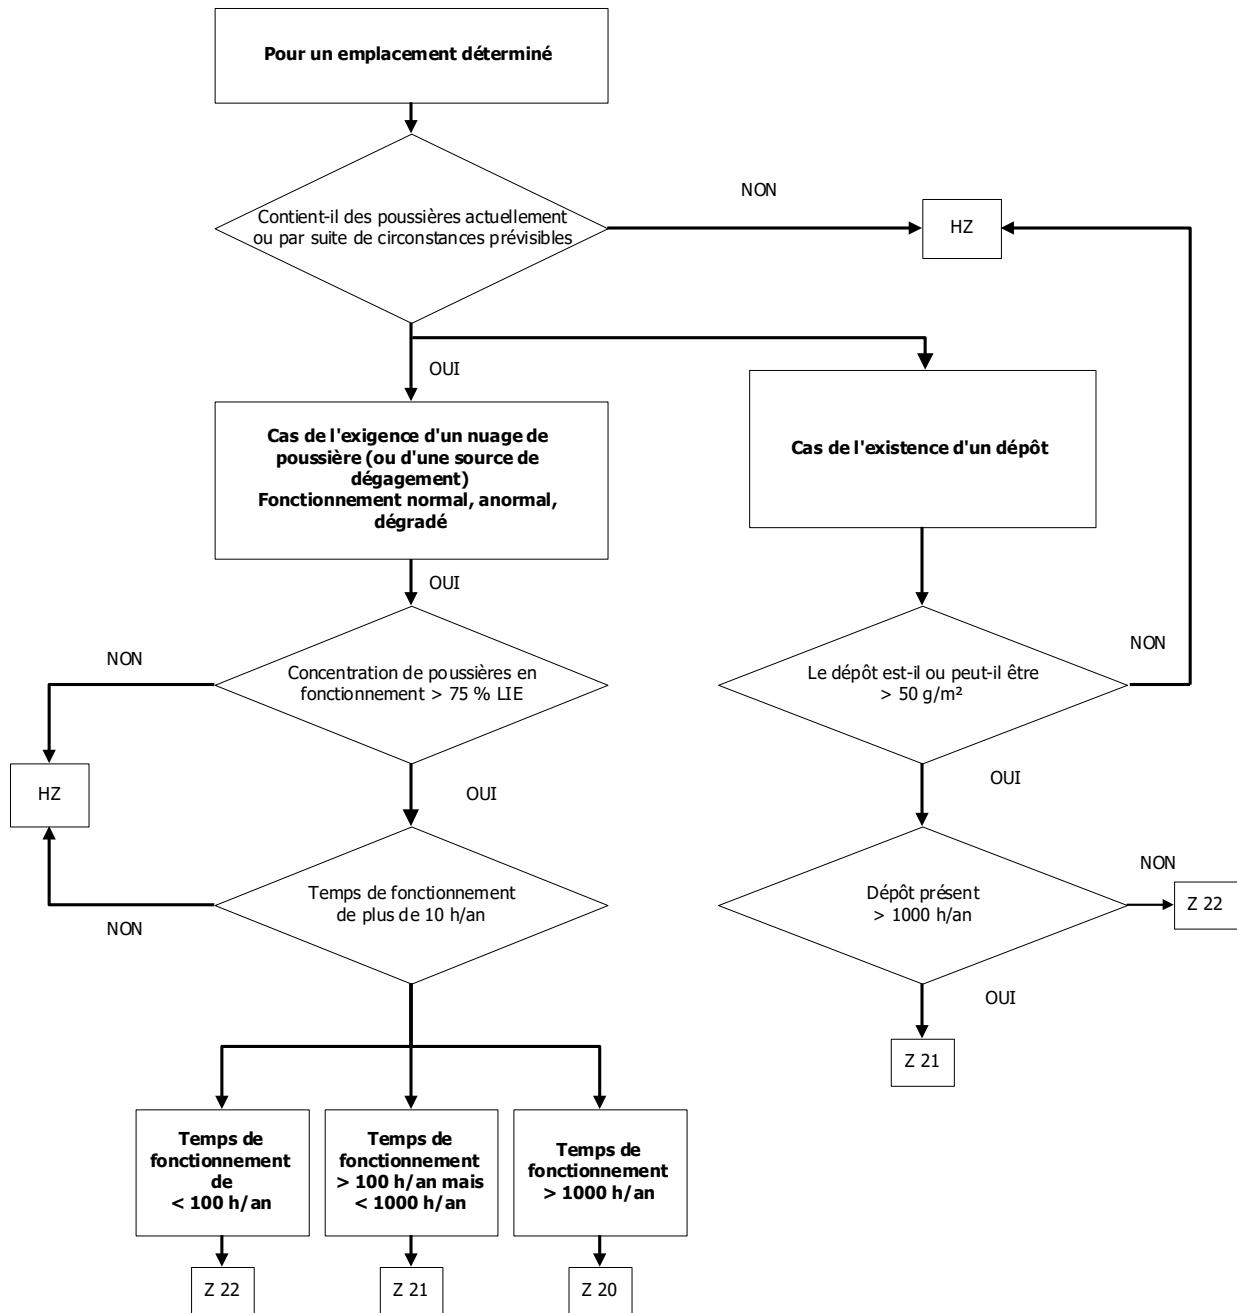 Pour un emplacement déterminé
Contient-il des poussières actuellement
ou par suite de circonstances prévisibles
NON
HZ
OUI
Cas de l'exigence d'un nuage de
poussière (ou d'une source de
dégagement)
Fonctionnement normal, anormal,
dégradé
Cas de l'existence d'un dépôt
OUI
NON
Concentration de poussières en
fonctionnement > 75 % LIE
Le dépôt est-il ou peut-il être
> 50 g/m²
NON
HZ
OUI
OUI
Temps de fonctionnement
de plus de 10 h/an
NON
Dépôt présent
> 1000 h/an
NON
Z 22
OUI
Z 21
Temps de
fonctionnement
de
< 100 h/an
Temps de
fonctionnement
> 100 h/an mais
< 1000 h/an
Temps de
fonctionnement
> 1000 h/an
Z 22
Z 21
Z 20